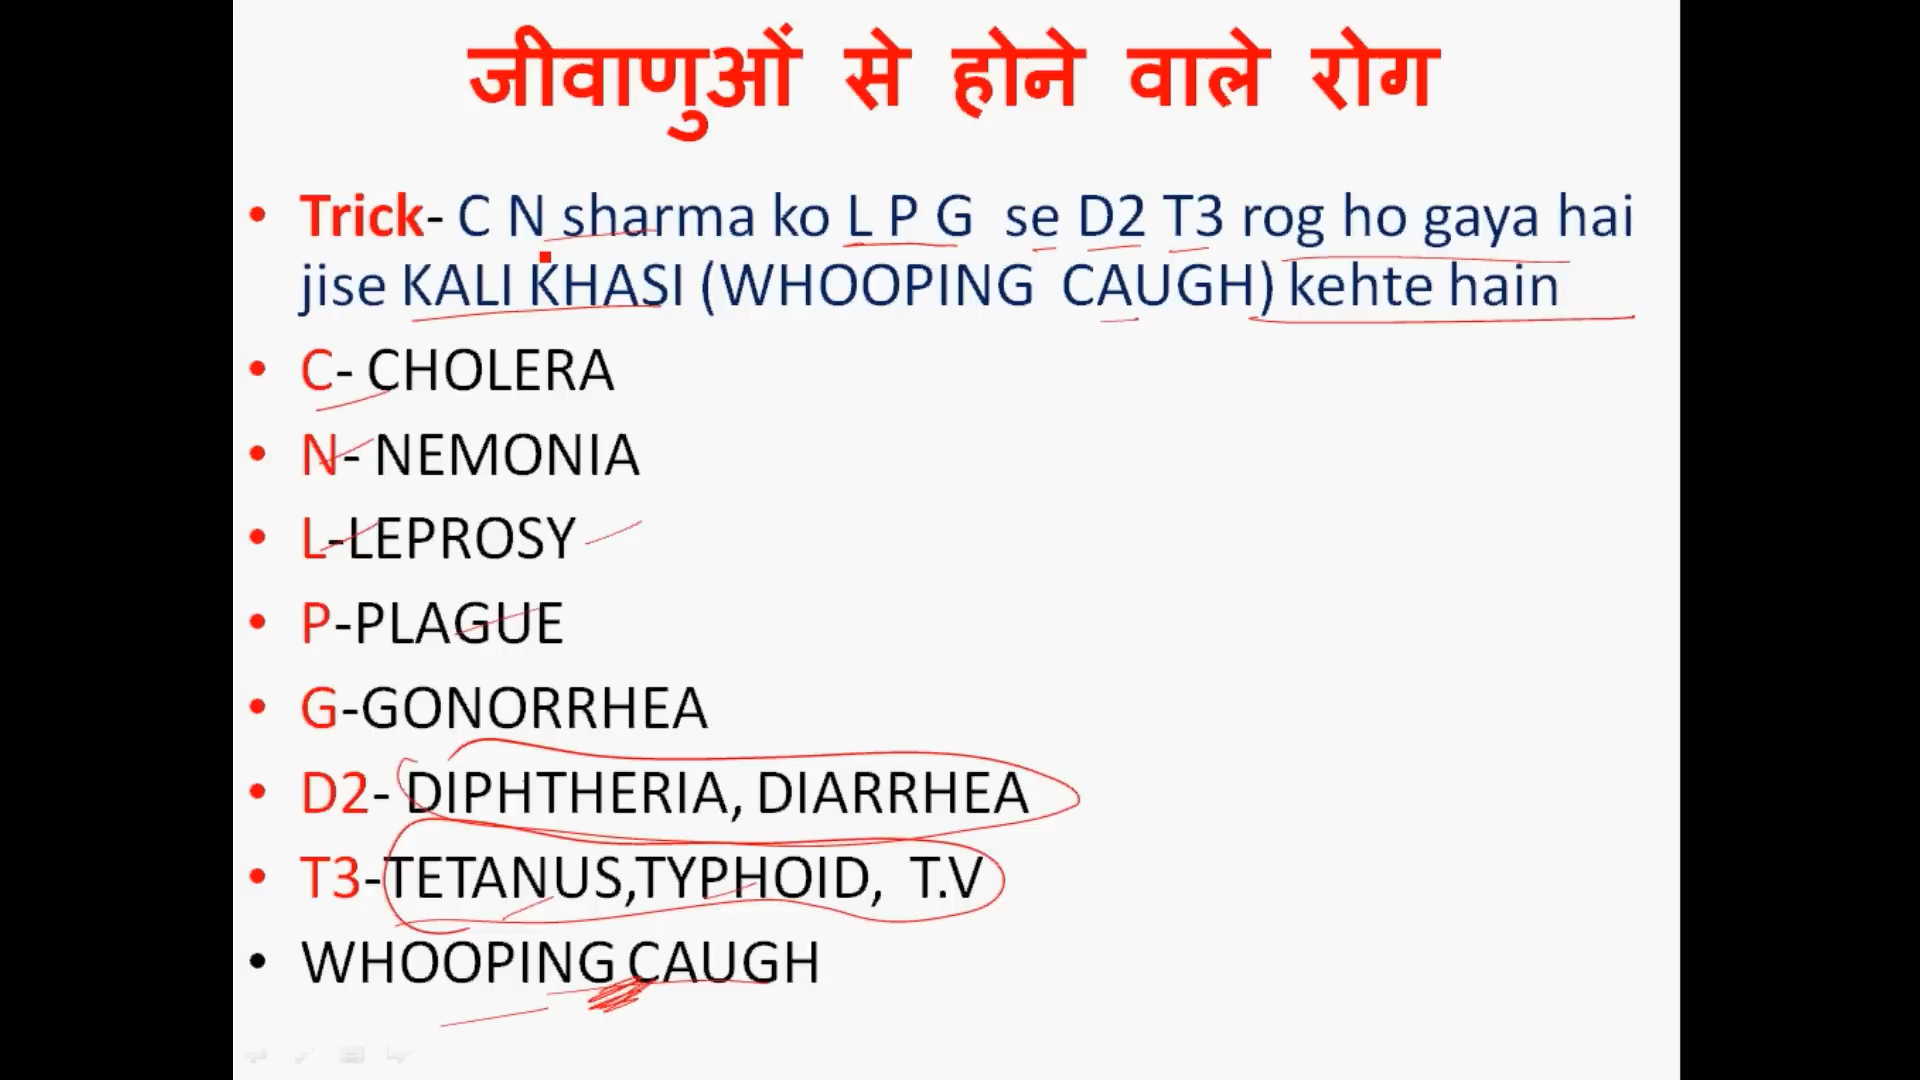 जीवाणुओं से होने वाले रोग
• Trick- C N sharma ko L P G se D2 T3 rog ho gaya hai
jise KALI KHASI (WHOOPING CAUGH) kehte hain
• C- CHOLERA
• N- NEMONIA
• L-LEPROSY
• P-PLAGUE
• G-GONORRHEA
• D2- DIPHTHERIA, DIARRHEA
• T3-TETANUS,TYPHOID, T.V
• WHOOPING CAUGH